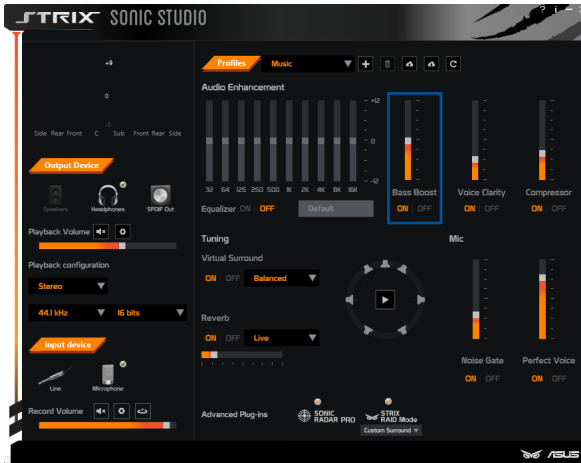 STRIX SONIC STUDIO
? i
Profiles Music
+9
0
Side Rear Front C Sub Front Rear Side
Audio Enhancement
+12
0
-12
32 64 125 250 500 1K 2K 4K 8K 16K
Equalizer ON | OFF Default
Bass Boost
ON | OFF
Voice Clarity
ON | OFF
Compressor
ON | OFF
Output Device
Speakers Headphones SPDIF Out
Playback Volume
Playback configuration
Stereo
44.1 kHz 16 bits
Input device
Line Microphone
Record Volume
Tuning
Virtual Surround
ON | OFF Balanced
Reverb
ON | OFF Live
Mic
Noise Gate
ON | OFF
Perfect Voice
ON | OFF
Advanced Plug-ins
SONIC
RADAR PRO
STRIX
RAID Mode
Custom Surround
ASUS